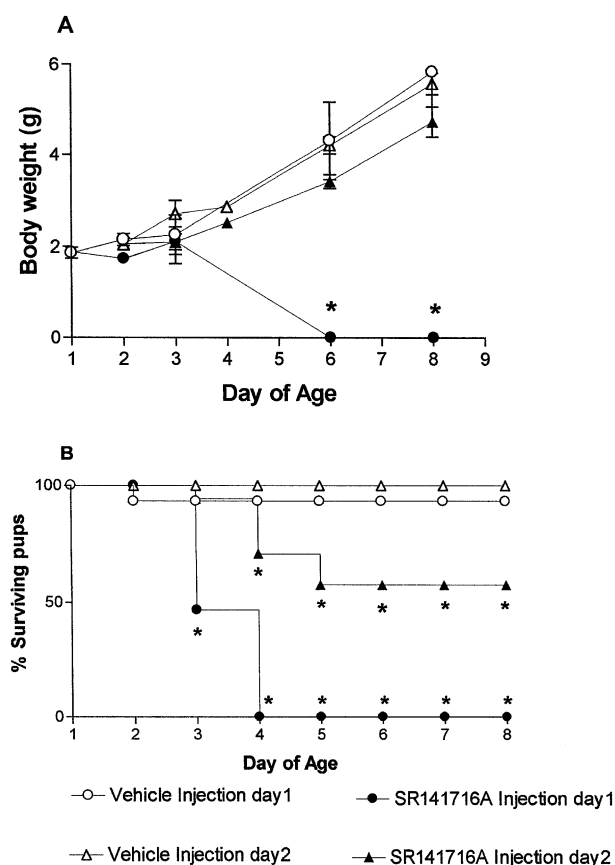 A
Body weight (g)
6
4
2
0
*
*
1 2 3 4 5 6 7 8 9
Day of Age
B
% Surviving pups
100
50
0
*
*
*
*
*
*
*
*
*
*
*
1 2 3 4 5 6 7 8
Day of Age
Vehicle Injection day1
SR141716A Injection day1
Vehicle Injection day2
SR141716A Injection day2